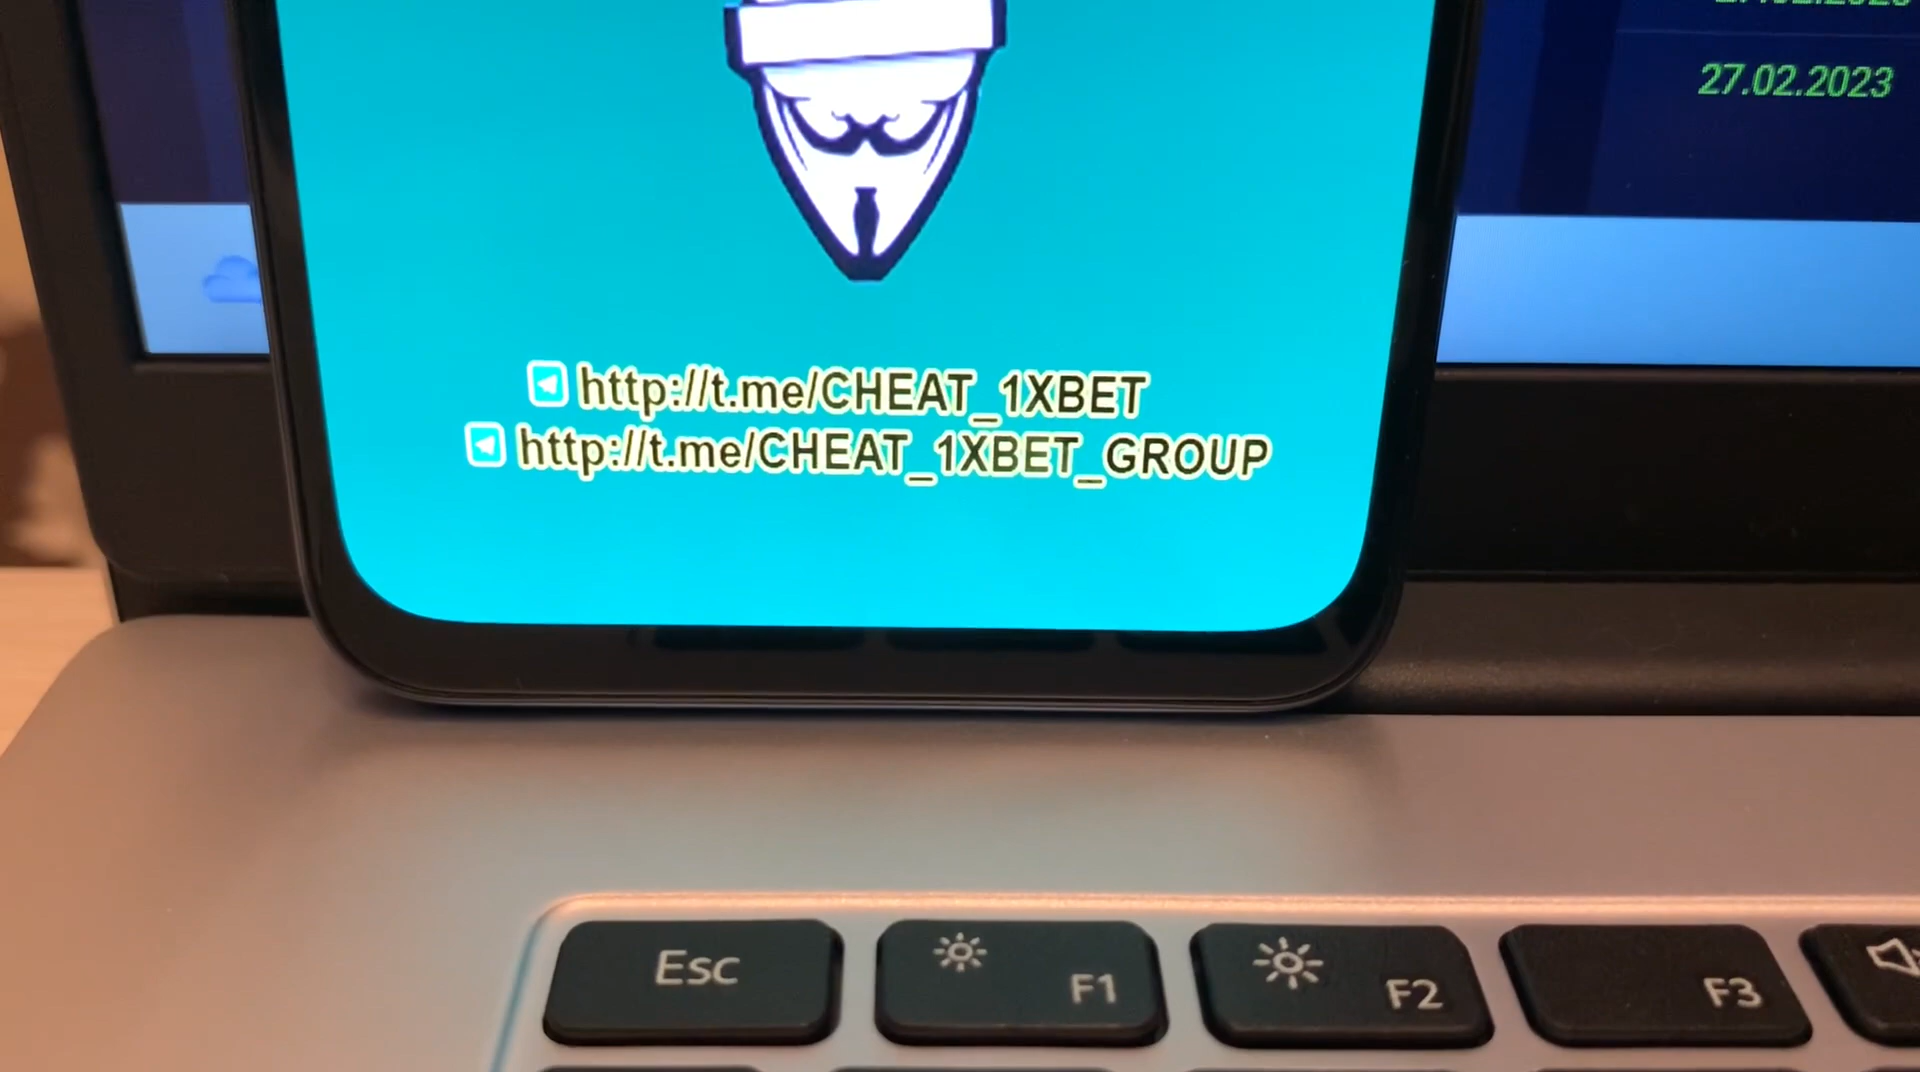 27.02.2023
http://t.me/CHEAT_1XBET
http://t.me/CHEAT_1XBET_GROUP
Esc
F1
F2
F3